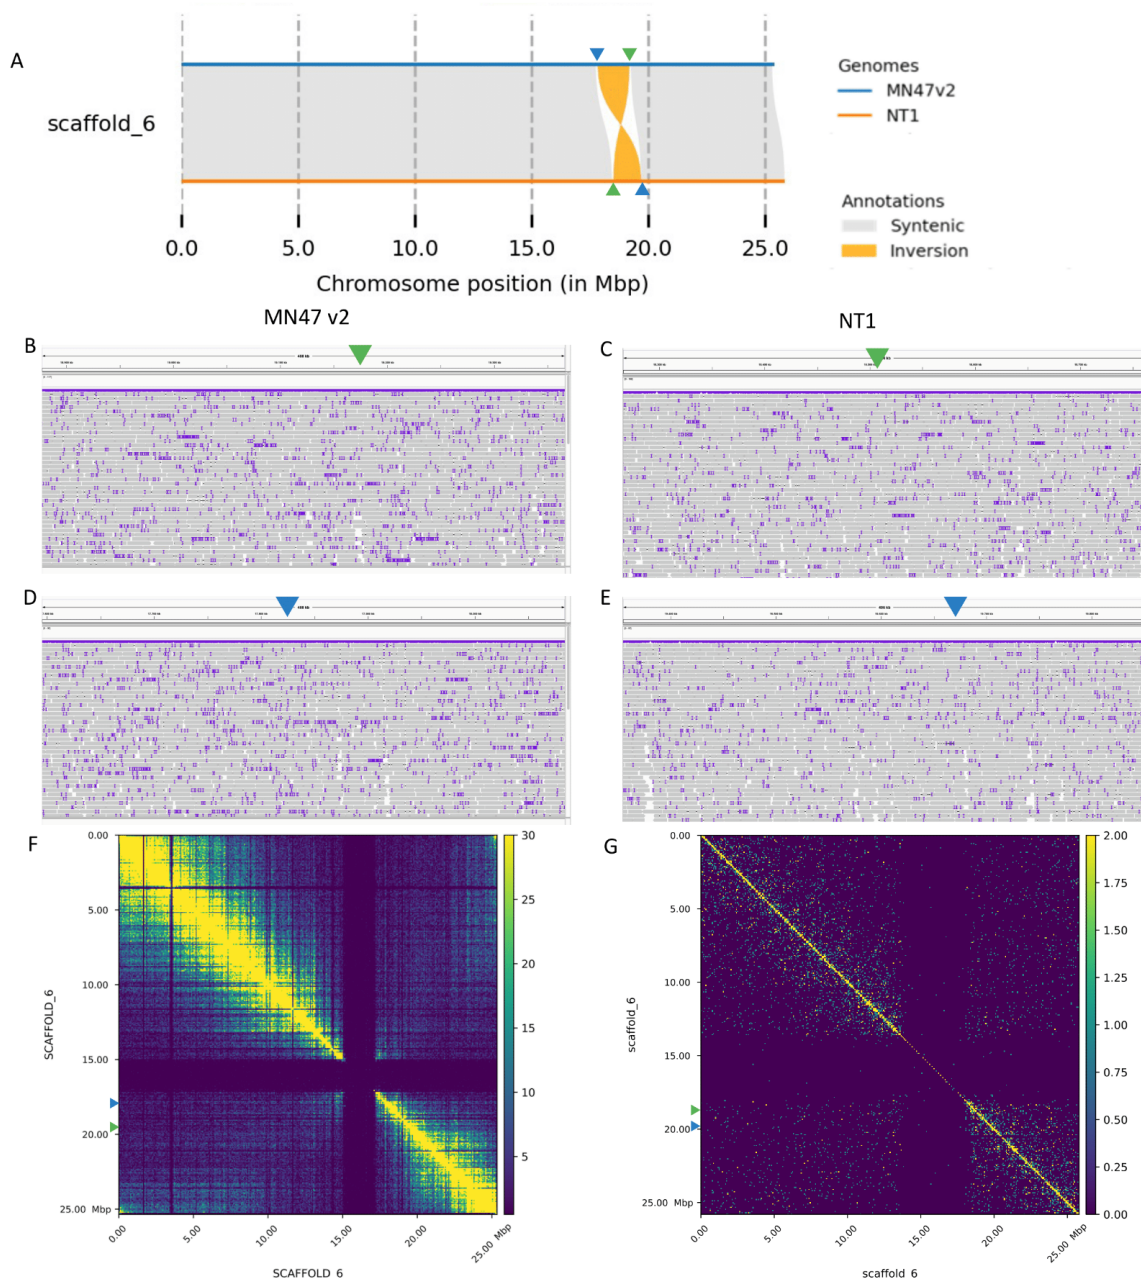 A
scaffold_6
0.0 5.0 10.0 15.0 20.0 25.0
Chromosome position (in Mbp)
Genomes
MN47v2
NT1
Annotations
Syntenic
Inversion
MN47 v2
NT1
B
C
D
E
F
0.00
5.00
10.00
15.00
20.00
25.00 Mbp
SCAFFOLD_6
0.00 5.00 10.00 15.00 20.00 25.00 Mbp
SCAFFOLD_6
30
25
20
15
10
5
G
0.00
5.00
10.00
15.00
20.00
25.00 Mbp
scaffold_6
0.00 5.00 10.00 15.00 20.00 25.00 Mbp
scaffold_6
2.00
1.75
1.50
1.25
1.00
0.75
0.50
0.25
0.00